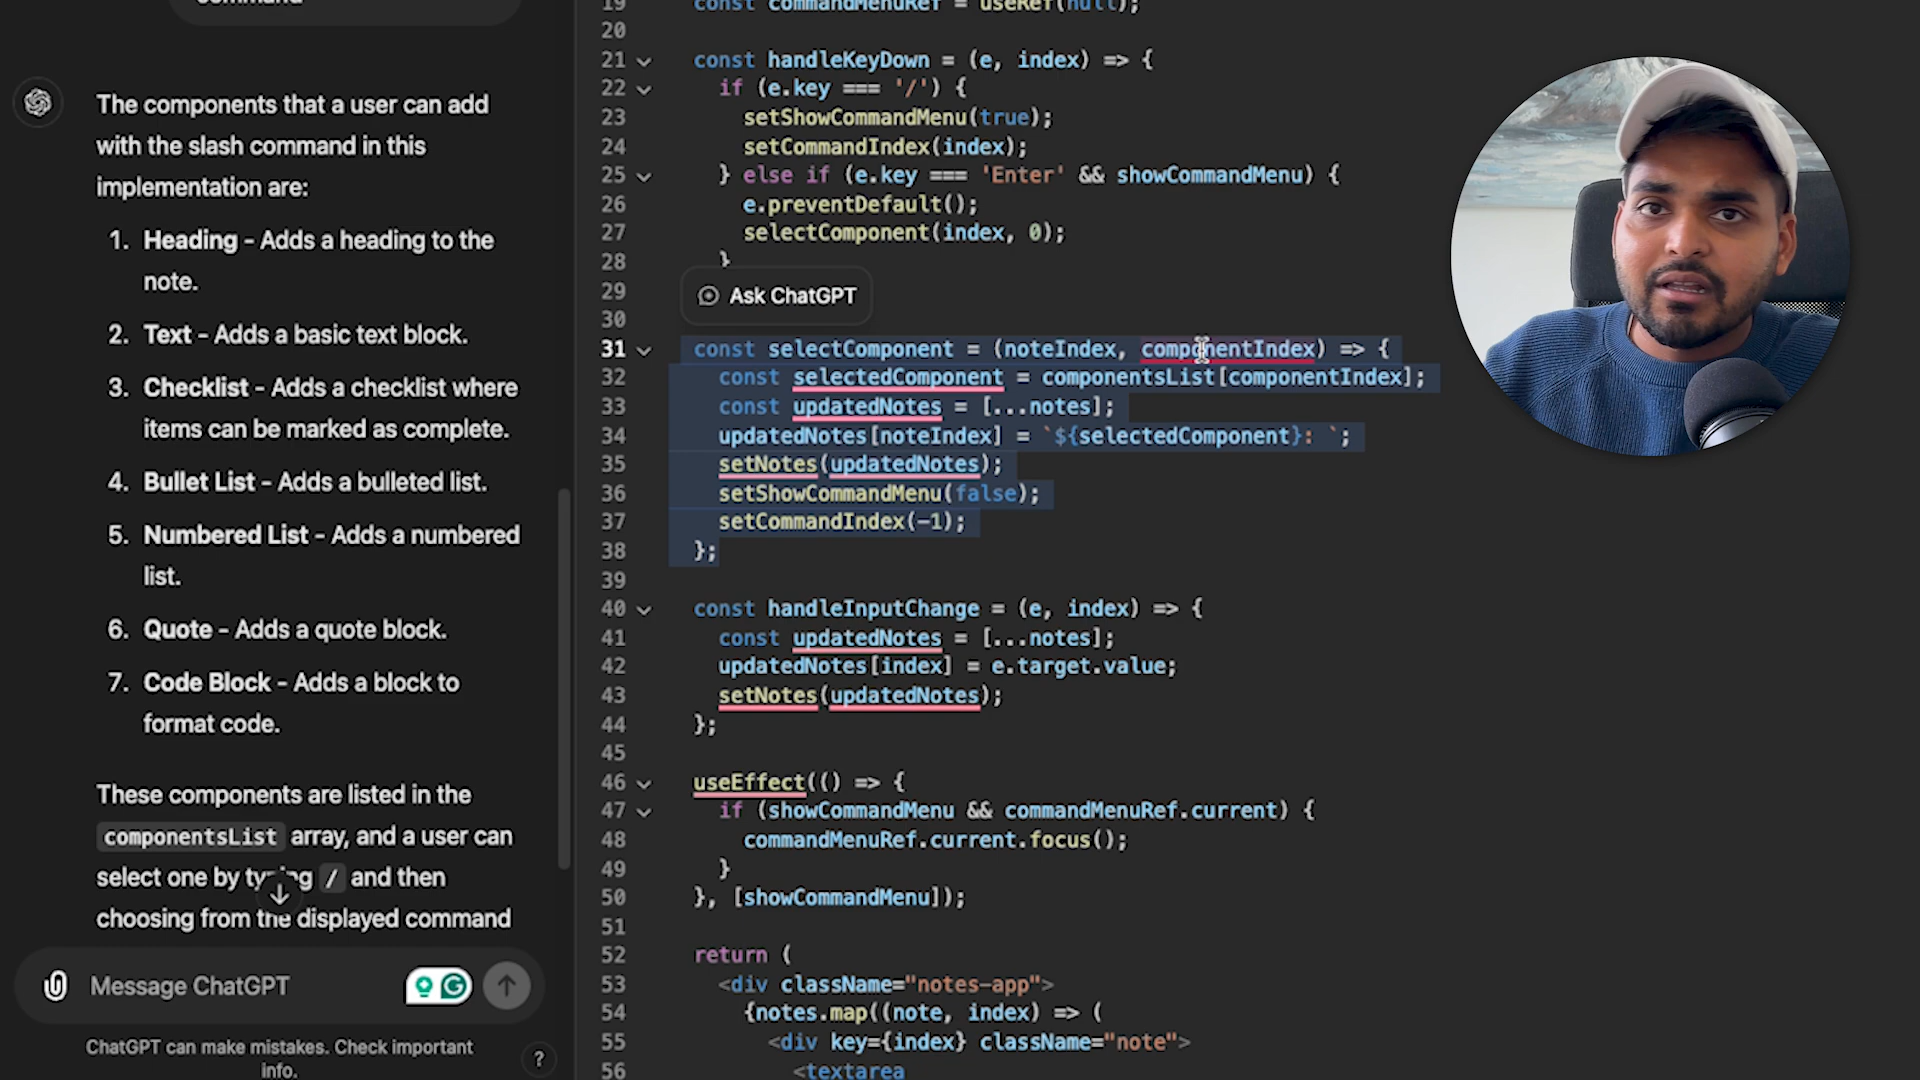 command
The components that a user can add
with the slash command in this
implementation are:
1. Heading - Adds a heading to the
note.
2. Text - Adds a basic text block.
3. Checklist - Adds a checklist where
items can be marked as complete.
4. Bullet List - Adds a bulleted list.
5. Numbered List - Adds a numbered
list.
6. Quote - Adds a quote block.
7. Code Block - Adds a block to
format code.
These components are listed in the
componentsList array, and a user can
select one by typing / and then
choosing from the displayed command
Message ChatGPT
ChatGPT can make mistakes. Check important
info.
?
19 const commandMenuRef = useRef(null);
20
21 const handleKeyDown = (e, index) => {
22 if (e.key === '/') {
23 setShowCommandMenu(true);
24 setCommandIndex(index);
25 } else if (e.key === 'Enter' && showCommandMenu) {
26 e.preventDefault();
27 selectComponent(index, 0);
28 }
29 Ask ChatGPT
30
31 const selectComponent = (noteIndex, componentIndex) => {
32 const selectedComponent = componentsList[componentIndex];
33 const updatedNotes = [...notes];
34 updatedNotes[noteIndex] = `${selectedComponent}: `;
35 setNotes(updatedNotes);
36 setShowCommandMenu(false);
37 setCommandIndex(-1);
38 };
39
40 const handleInputChange = (e, index) => {
41 const updatedNotes = [...notes];
42 updatedNotes[index] = e.target.value;
43 setNotes(updatedNotes);
44 };
45
46 useEffect(() => {
47 if (showCommandMenu && commandMenuRef.current) {
48 commandMenuRef.current.focus();
49 }
50 }, [showCommandMenu]);
51
52 return (
53 <div className="notes-app">
54 {notes.map((note, index) => (
55 <div key={index} className="note">
56 <textarea